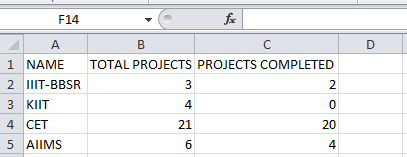 F14 fx
A B C D
1 NAME TOTAL PROJECTS PROJECTS COMPLETED
2 IIIT-BBSR 3 2
3 KIIT 4 0
4 CET 21 20
5 AIIMS 6 4